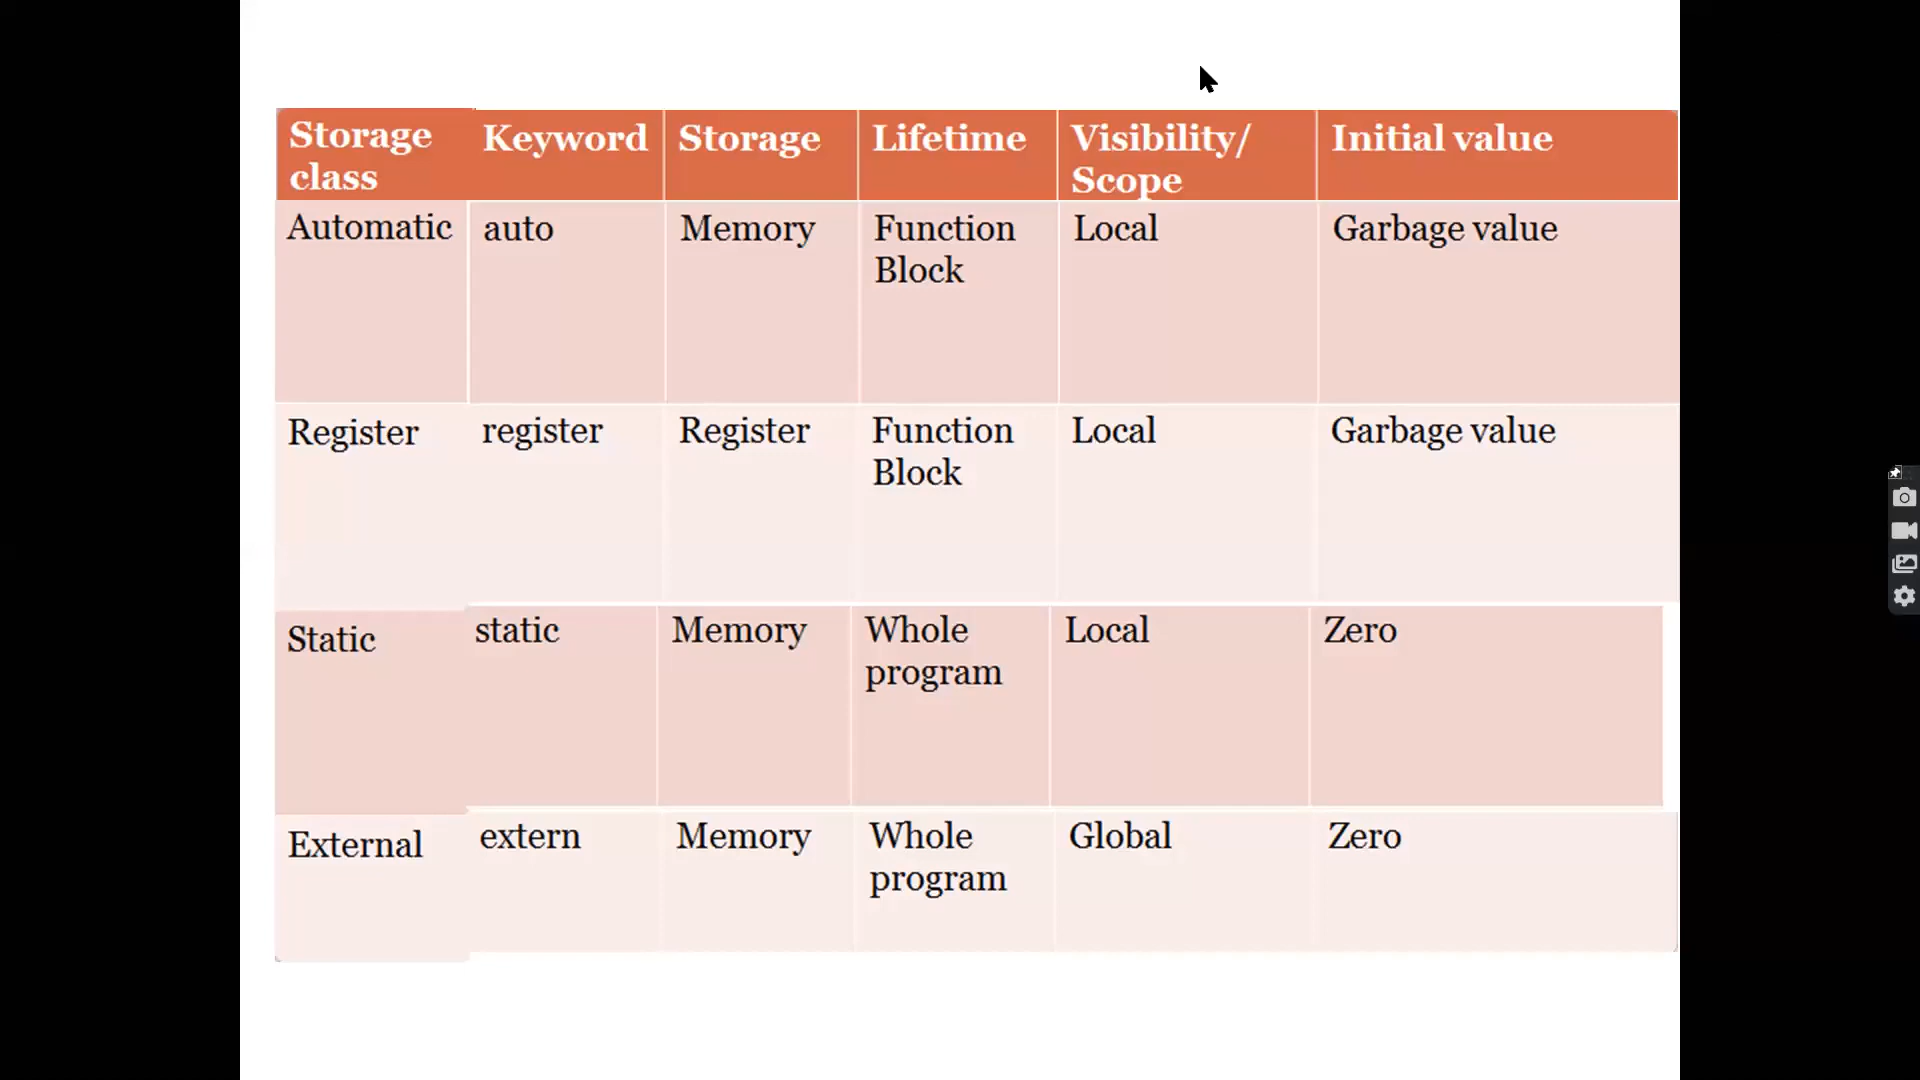 Storage class | Keyword | Storage | Lifetime | Visibility/ Scope | Initial value
Automatic | auto | Memory | Function Block | Local | Garbage value
Register | register | Register | Function Block | Local | Garbage value
Static | static | Memory | Whole program | Local | Zero
External | extern | Memory | Whole program | Global | Zero